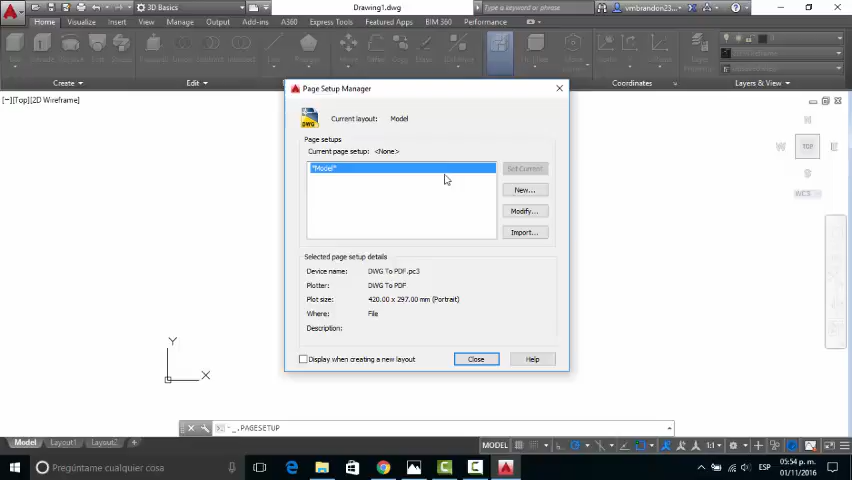 3D Basics
Drawing1.dwg
Type a keyword or phrase
vmbrandon23...
Home Visualize Insert View Manage Output Add-ins A360 Express Tools Featured Apps BIM 360 Performance
Create Edit Coordinates Layers & View
[−][Top][2D Wireframe]
Page Setup Manager
DWG
Current layout: Model
Page setups
Current page setup: <None>
*Model*
Set Current
New...
Modify...
Import...
Selected page setup details
Device name: DWG To PDF.pc3
Plotter: DWG To PDF
Plot size: 420.00 x 297.00 mm (Portrait)
Where: File
Description:
Display when creating a new layout
Close
Help
N
W TOP E
S
WCS
Y
X
_.PAGESETUP
Model Layout1 Layout2 +
MODEL
1:1
Pregúntame cualquier cosa
ESP
05:54 p. m.
01/11/2016